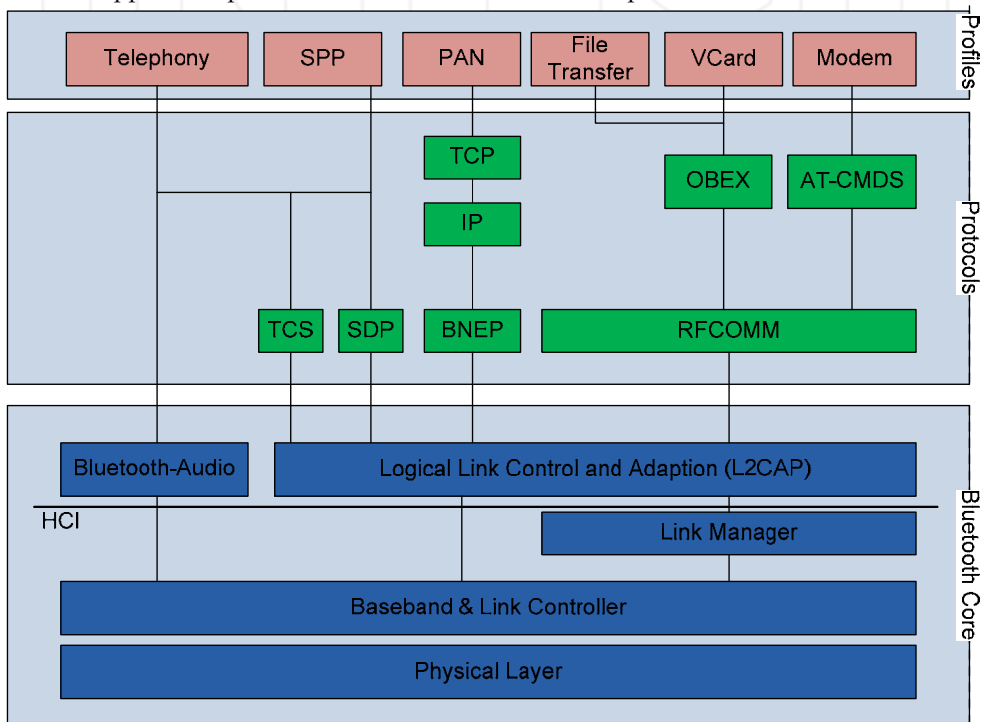 Telephony
SPP
PAN
File
Transfer
VCard
Modem
Profiles
TCP
OBEX
AT-CMDS
IP
TCS
SDP
BNEP
RFCOMM
Protocols
Bluetooth-Audio
Logical Link Control and Adaption (L2CAP)
HCI
Link Manager
Baseband & Link Controller
Physical Layer
Bluetooth Core